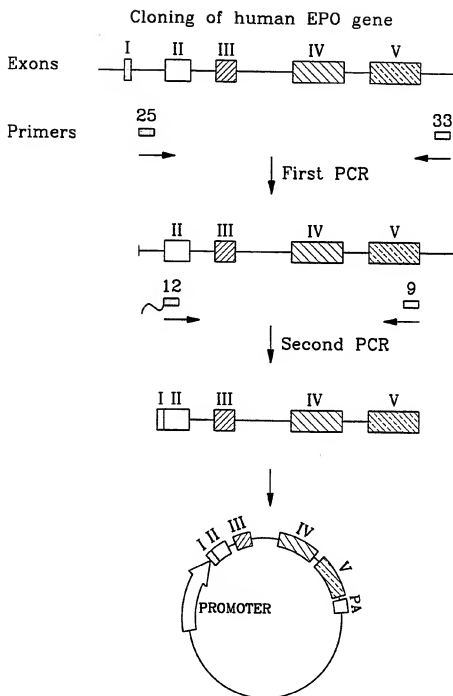 Cloning of human EPO gene
I II III IV V
Exons
Primers
25 33
First PCR
II III IV V
12 9
Second PCR
I II III IV V
I II III IV V PA
PROMOTER